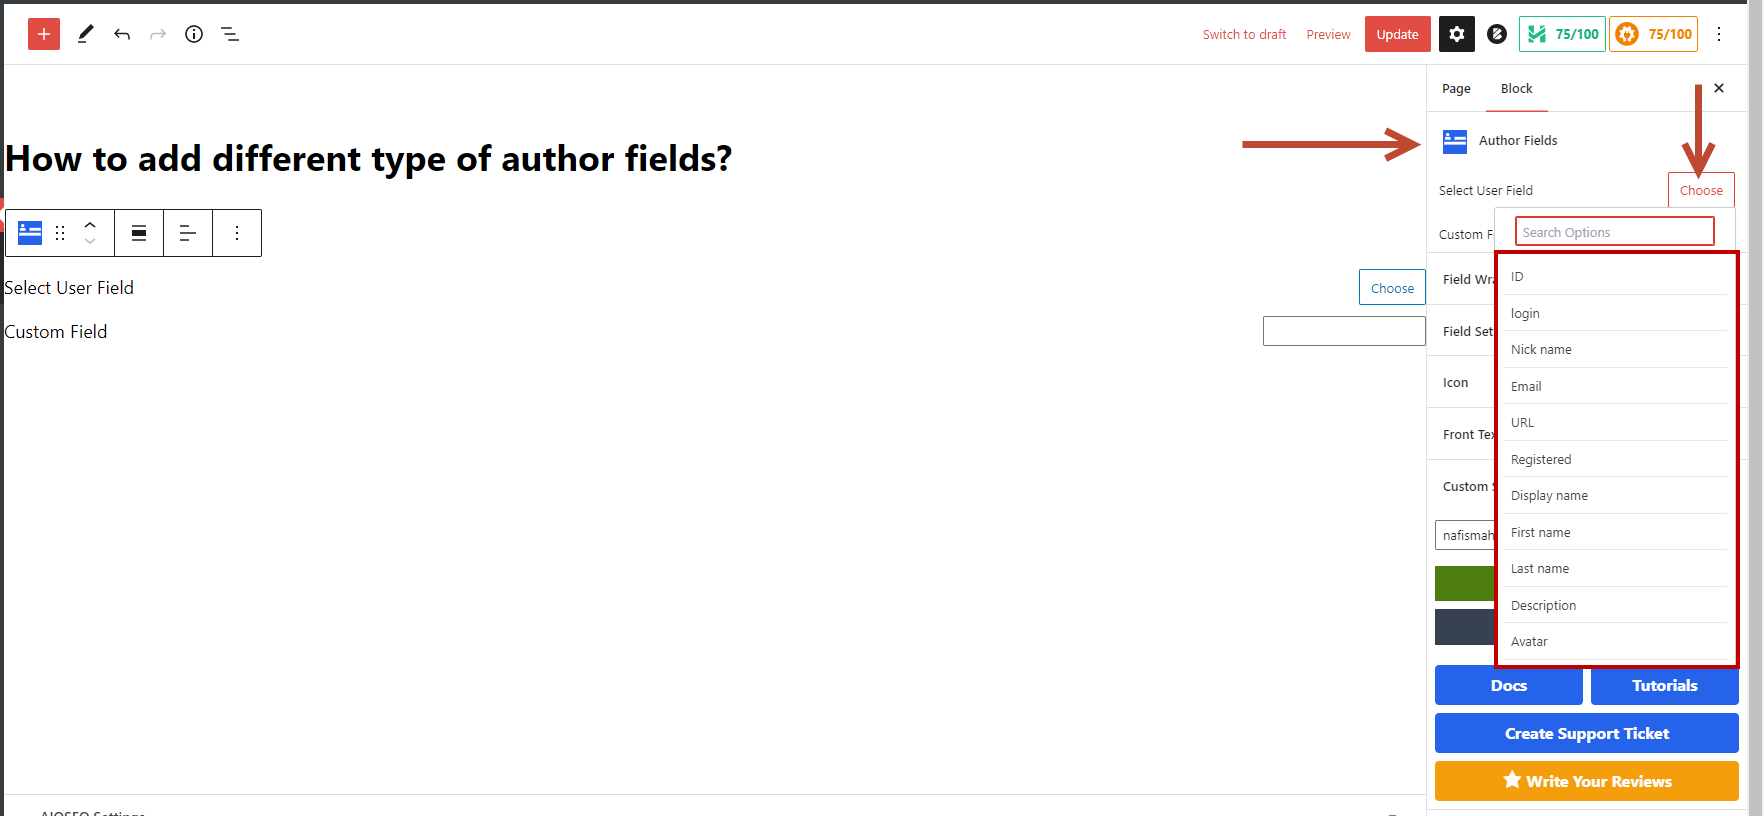 Switch to draft
Preview
Update
75/100
75/100
Page
Block
Author Fields
Select User Field
Choose
Custom F
Search Options
ID
login
Nick name
Email
URL
Registered
Display name
First name
Last name
Description
Avatar
Field Wra
Field Set
Icon
Front Tex
Custom S
nafismah
Docs
Tutorials
Create Support Ticket
Write Your Reviews
How to add different type of author fields?
Select User Field
Choose
Custom Field
AIOSEO Settings